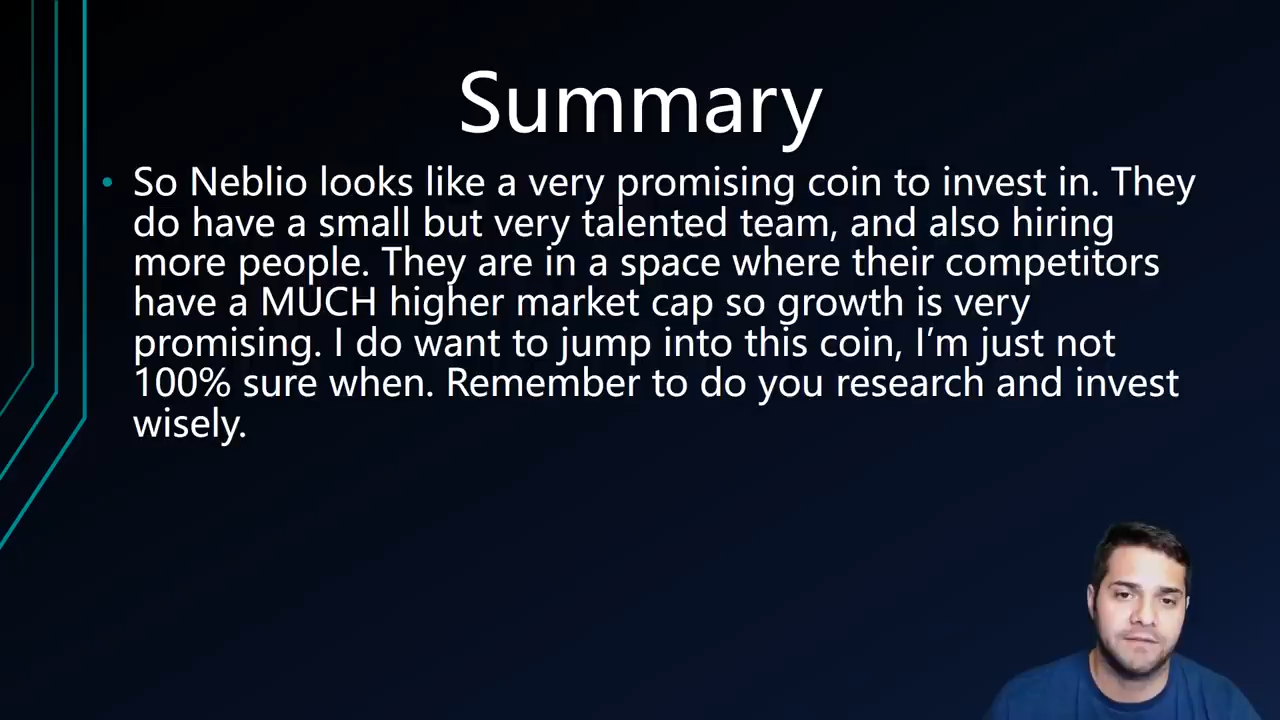 Summary
• So Neblio looks like a very promising coin to invest in. They
do have a small but very talented team, and also hiring
more people. They are in a space where their competitors
have a MUCH higher market cap so growth is very
promising. I do want to jump into this coin, I’m just not
100% sure when. Remember to do you research and invest
wisely.